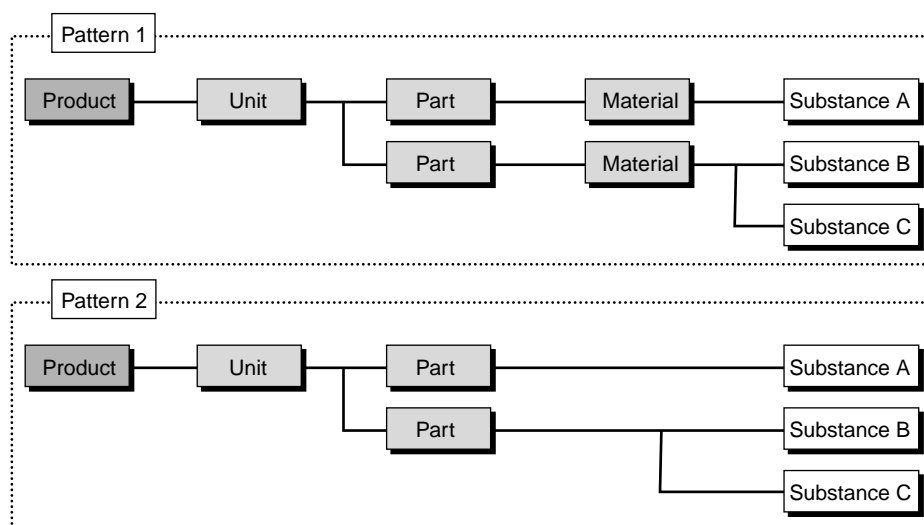 Pattern 1
Product Unit Part Material Substance A
Part Material Substance B
Substance C
Pattern 2
Product Unit Part Substance A
Part Substance B
Substance C